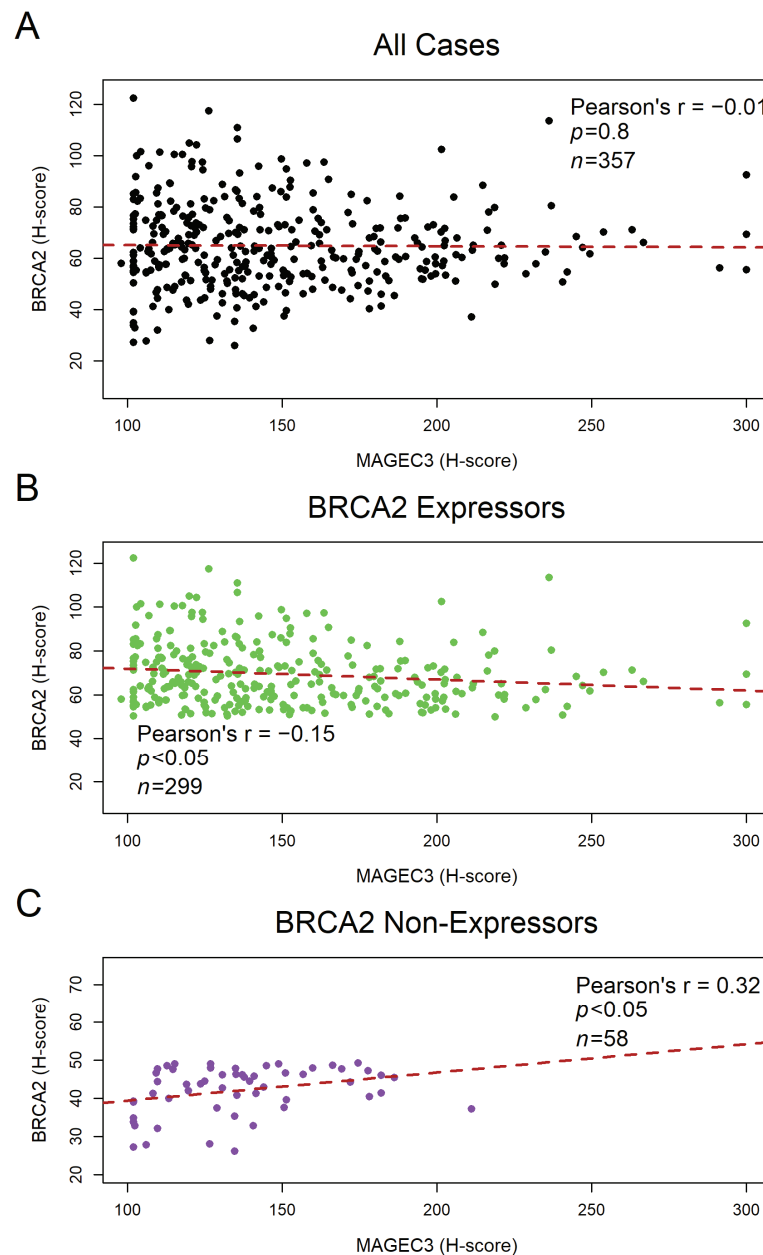 A
All Cases
Pearson's r = −0.01
p=0.8
n=357
BRCA2 (H-score)
120
100
80
60
40
20
100 150 200 250 300
MAGEC3 (H-score)
B
BRCA2 Expressors
BRCA2 (H-score)
120
100
80
60
40
20
Pearson's r = −0.15
p<0.05
n=299
100 150 200 250 300
MAGEC3 (H-score)
C
BRCA2 Non-Expressors
Pearson's r = 0.32
p<0.05
n=58
BRCA2 (H-score)
70
60
50
40
30
20
100 150 200 250 300
MAGEC3 (H-score)